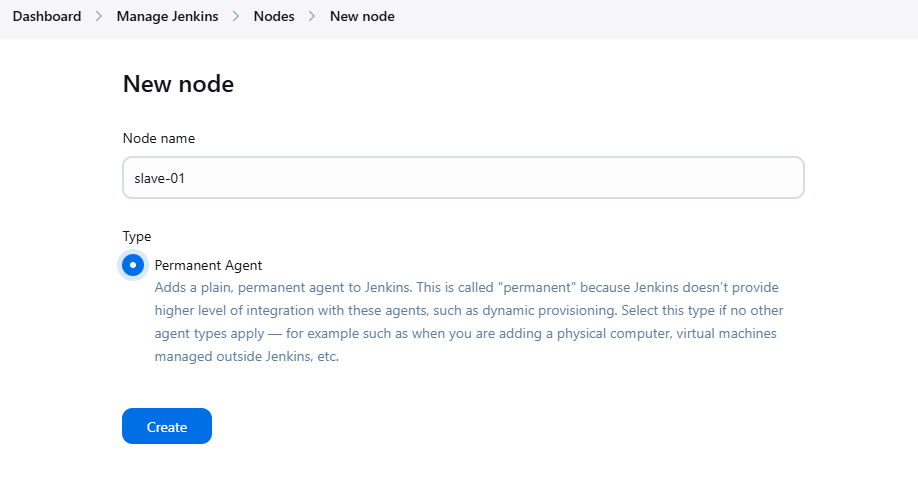 Dashboard > Manage Jenkins > Nodes > New node
New node
Node name
slave-01
Type
Permanent Agent
Adds a plain, permanent agent to Jenkins. This is called "permanent" because Jenkins doesn’t provide
higher level of integration with these agents, such as dynamic provisioning. Select this type if no other
agent types apply — for example such as when you are adding a physical computer, virtual machines
managed outside Jenkins, etc.
Create